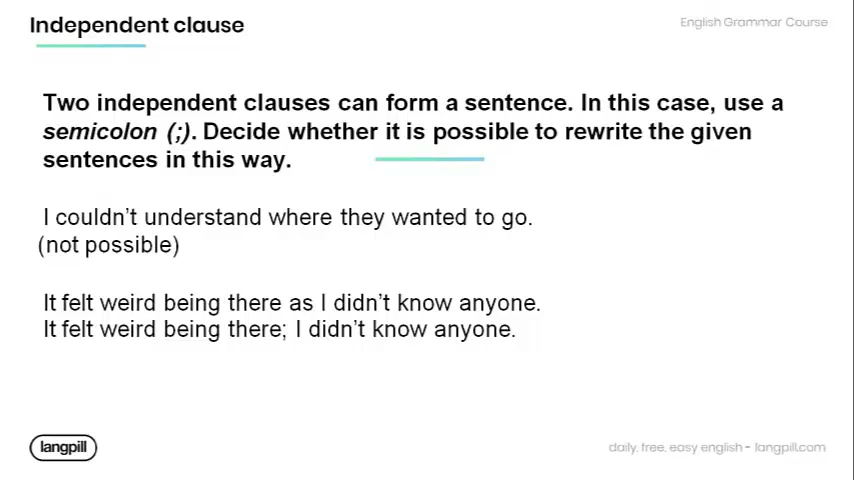 Independent clause
English Grammar Course
Two independent clauses can form a sentence. In this case, use a
semicolon (;). Decide whether it is possible to rewrite the given
sentences in this way.
I couldn't understand where they wanted to go.
(not possible)
It felt weird being there as I didn't know anyone.
It felt weird being there; I didn't know anyone.
langpill
daily, free, easy english - langpill.com